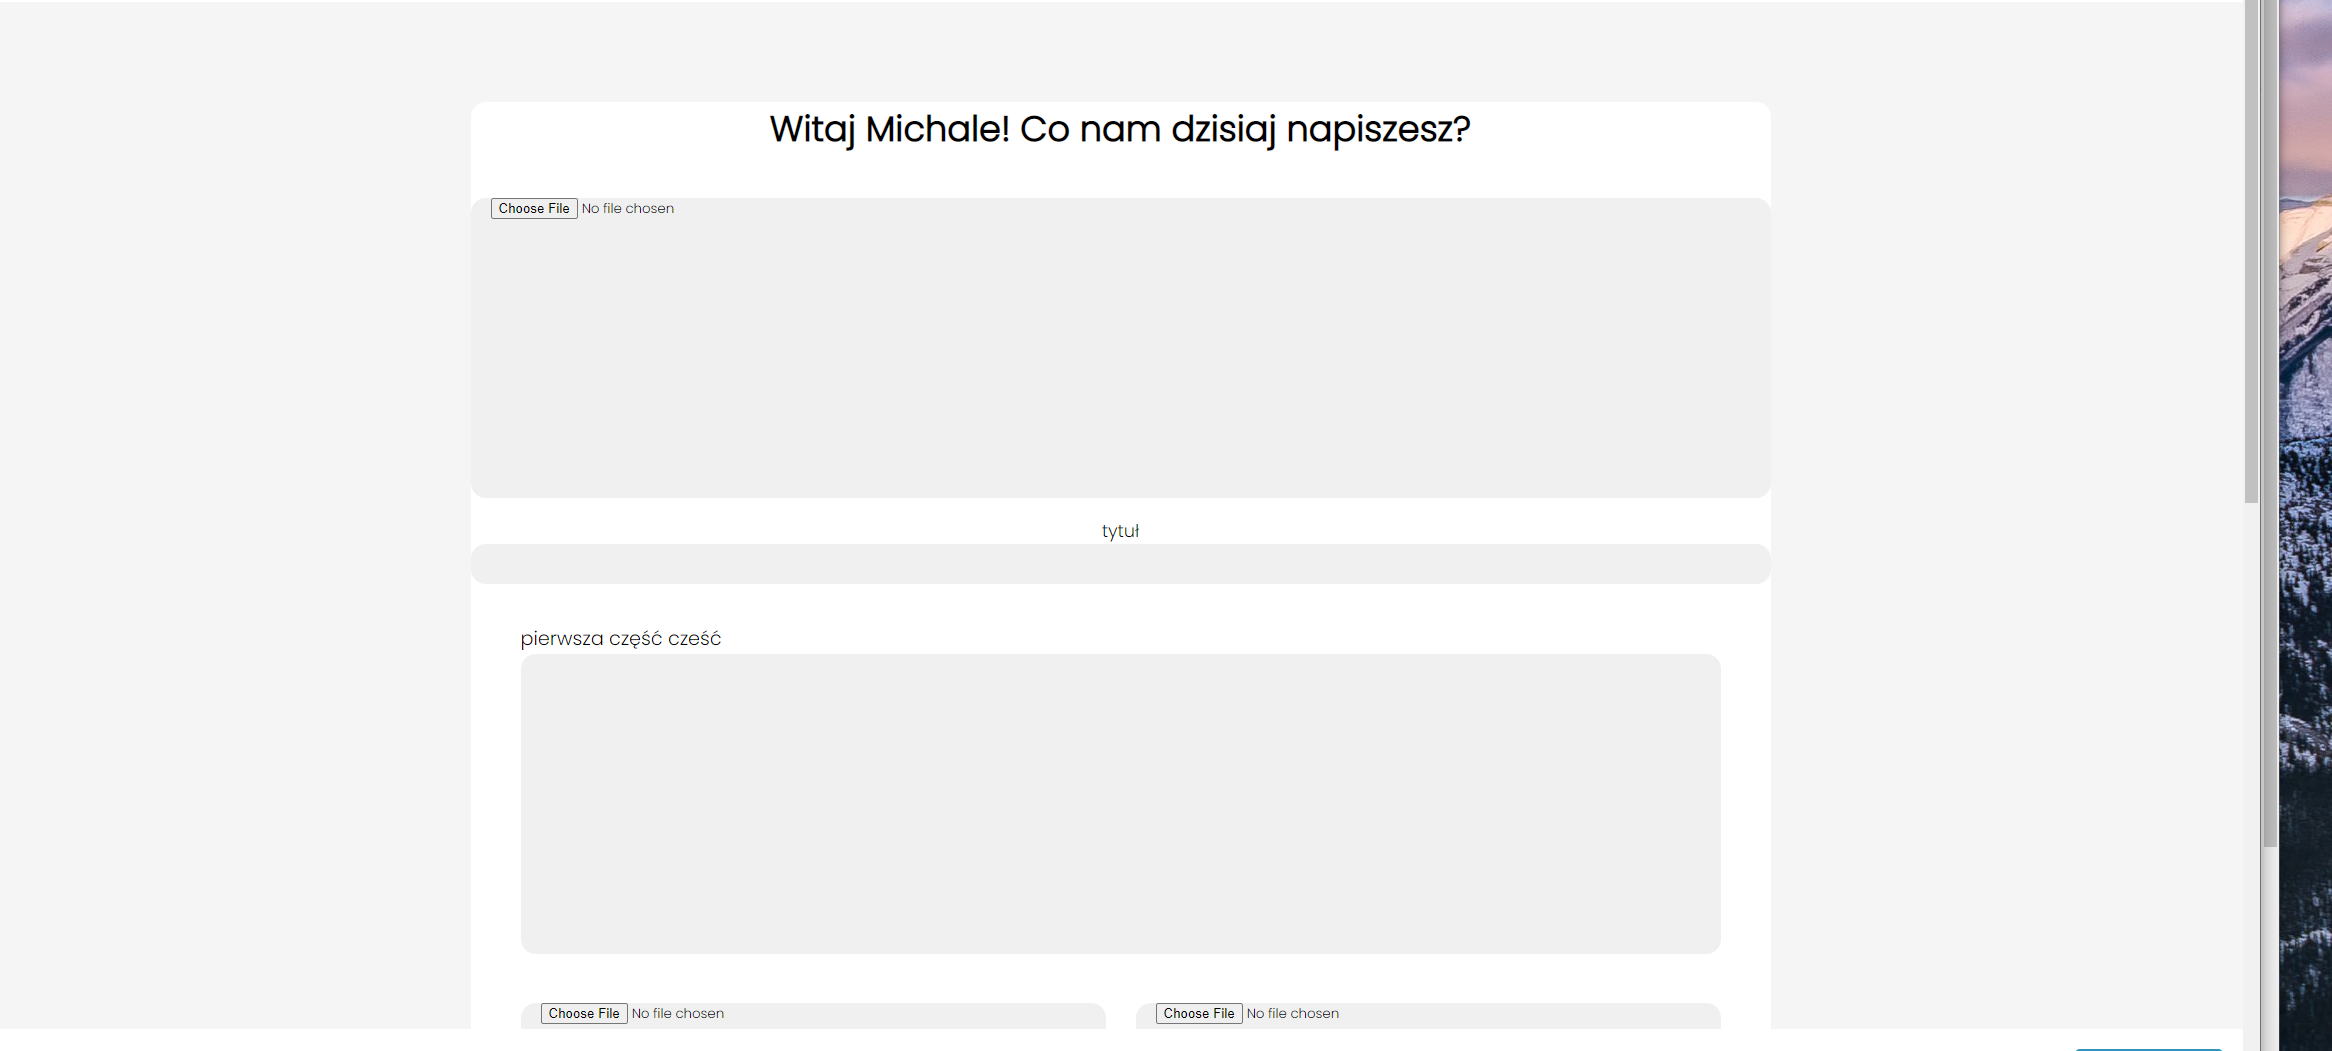 Witaj Michale! Co nam dzisiaj napiszesz?
Choose File No file chosen
tytuł
pierwsza część cześć
Choose File No file chosen
Choose File No file chosen